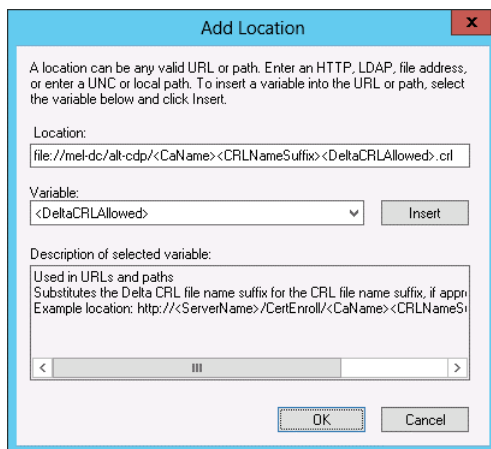 Add Location
x
A location can be any valid URL or path. Enter an HTTP, LDAP, file address,
or enter a UNC or local path. To insert a variable into the URL or path, select
the variable below and click Insert.
Location:
file://mel-dc/alt-cdp/<CaName><CRLNameSuffix><DeltaCRLAllowed>.crl
Variable:
<DeltaCRLAllowed>
Insert
Description of selected variable:
Used in URLs and paths
Substitutes the Delta CRL file name suffix for the CRL file name suffix, if appr
Example location: http://<ServerName>/CertEnroll/<CaName><CRLNameS
OK
Cancel